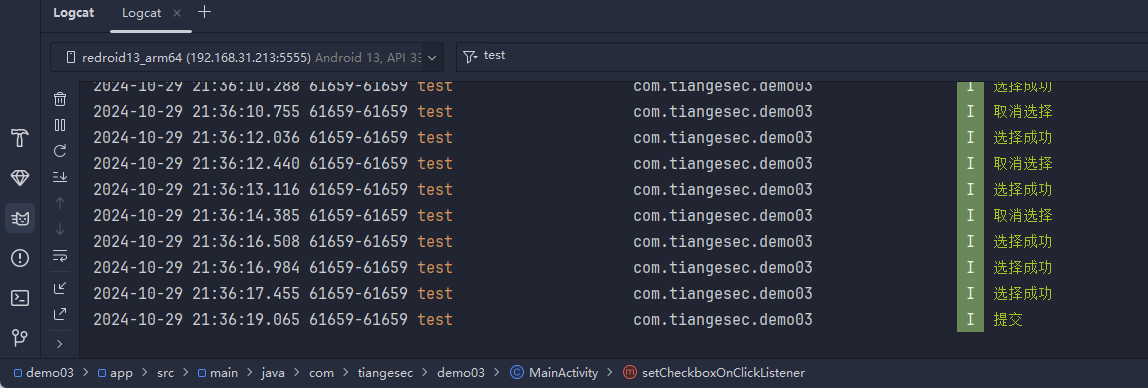 Logcat Logcat
redroid13_arm64 (192.168.31.213:5555) Android 13, API 33 test
2024-10-29 21:36:10.288 61659-61659 test com.tiangesec.demo03 I 选择成功
2024-10-29 21:36:10.755 61659-61659 test com.tiangesec.demo03 I 取消选择
2024-10-29 21:36:12.036 61659-61659 test com.tiangesec.demo03 I 选择成功
2024-10-29 21:36:12.440 61659-61659 test com.tiangesec.demo03 I 取消选择
2024-10-29 21:36:13.116 61659-61659 test com.tiangesec.demo03 I 选择成功
2024-10-29 21:36:14.385 61659-61659 test com.tiangesec.demo03 I 取消选择
2024-10-29 21:36:16.508 61659-61659 test com.tiangesec.demo03 I 选择成功
2024-10-29 21:36:16.984 61659-61659 test com.tiangesec.demo03 I 选择成功
2024-10-29 21:36:17.455 61659-61659 test com.tiangesec.demo03 I 选择成功
2024-10-29 21:36:19.065 61659-61659 test com.tiangesec.demo03 I 提交
demo03 > app > src > main > java > com > tiangesec > demo03 > MainActivity > setCheckboxOnClickListener